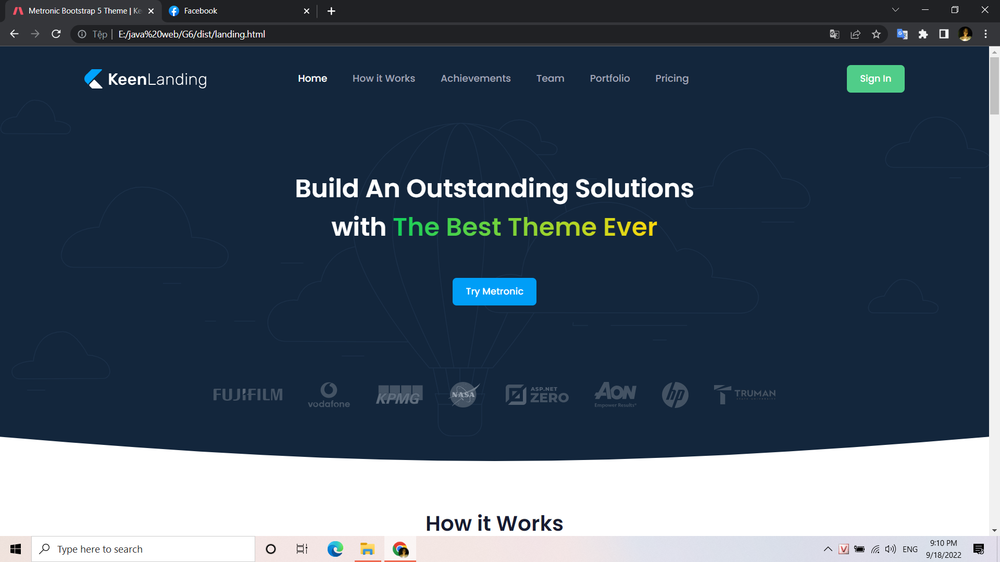 Metronic Bootstrap 5 Theme | Ke
Facebook
Tệp
E:/java%20web/G6/dist/landing.html
KeenLanding
Home
How it Works
Achievements
Team
Portfolio
Pricing
Sign In
Build An Outstanding Solutions
with The Best Theme Ever
Try Metronic
FUJIFILM
vodafone
KPMG
NASA
ASP.NET
ZERO
AON
Empower Results®
hp
TRUMAN
STATE UNIVERSITY
How it Works
Type here to search
V
ENG
9:10 PM
9/18/2022